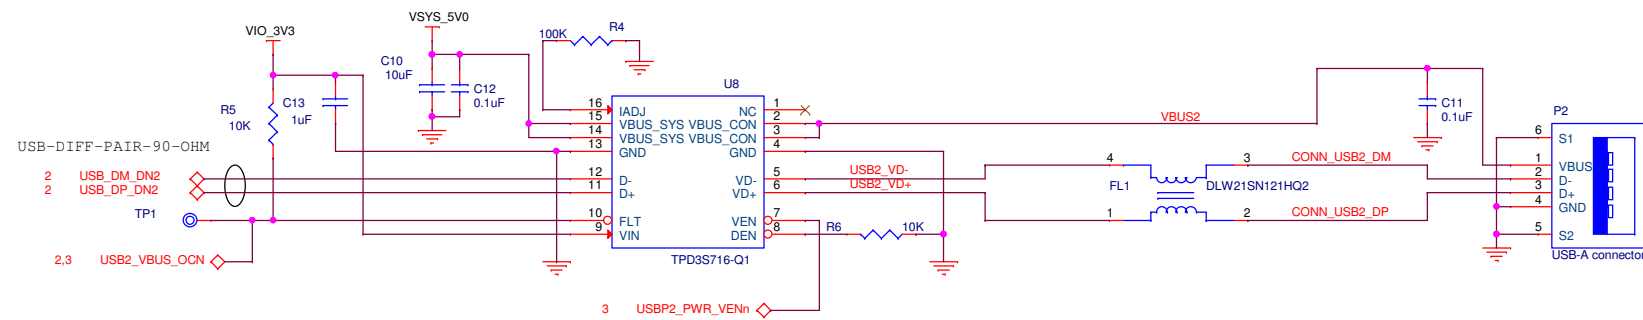 VSYS_5V0
VIO_3V3
100K R4
C10
10uF
C12
0.1uF
R5
10K
C13
1uF
U8
16 IADJ
15 VBUS_SYS
14 VBUS_SYS
13 GND
12 D-
11 D+
10 FLT
9 VIN
NC 1
VBUS_CON 2
VBUS_CON 3
GND 4
VD- 5
VD+ 6
VEN 7
DEN 8
TPD3S716-Q1
USB-DIFF-PAIR-90-OHM
2 USB_DM_DN2
2 USB_DP_DN2
TP1
2,3 USB2_VBUS_OCN
3 USBP2_PWR_VENn
R6 10K
VBUS2
USB2_VD-
USB2_VD+
4 3
FL1 DLW21SN121HQ2
1 2
CONN_USB2_DM
CONN_USB2_DP
C11
0.1uF
P2
6 S1
1 VBUS
2 D-
3 D+
4 GND
5 S2
USB-A connector